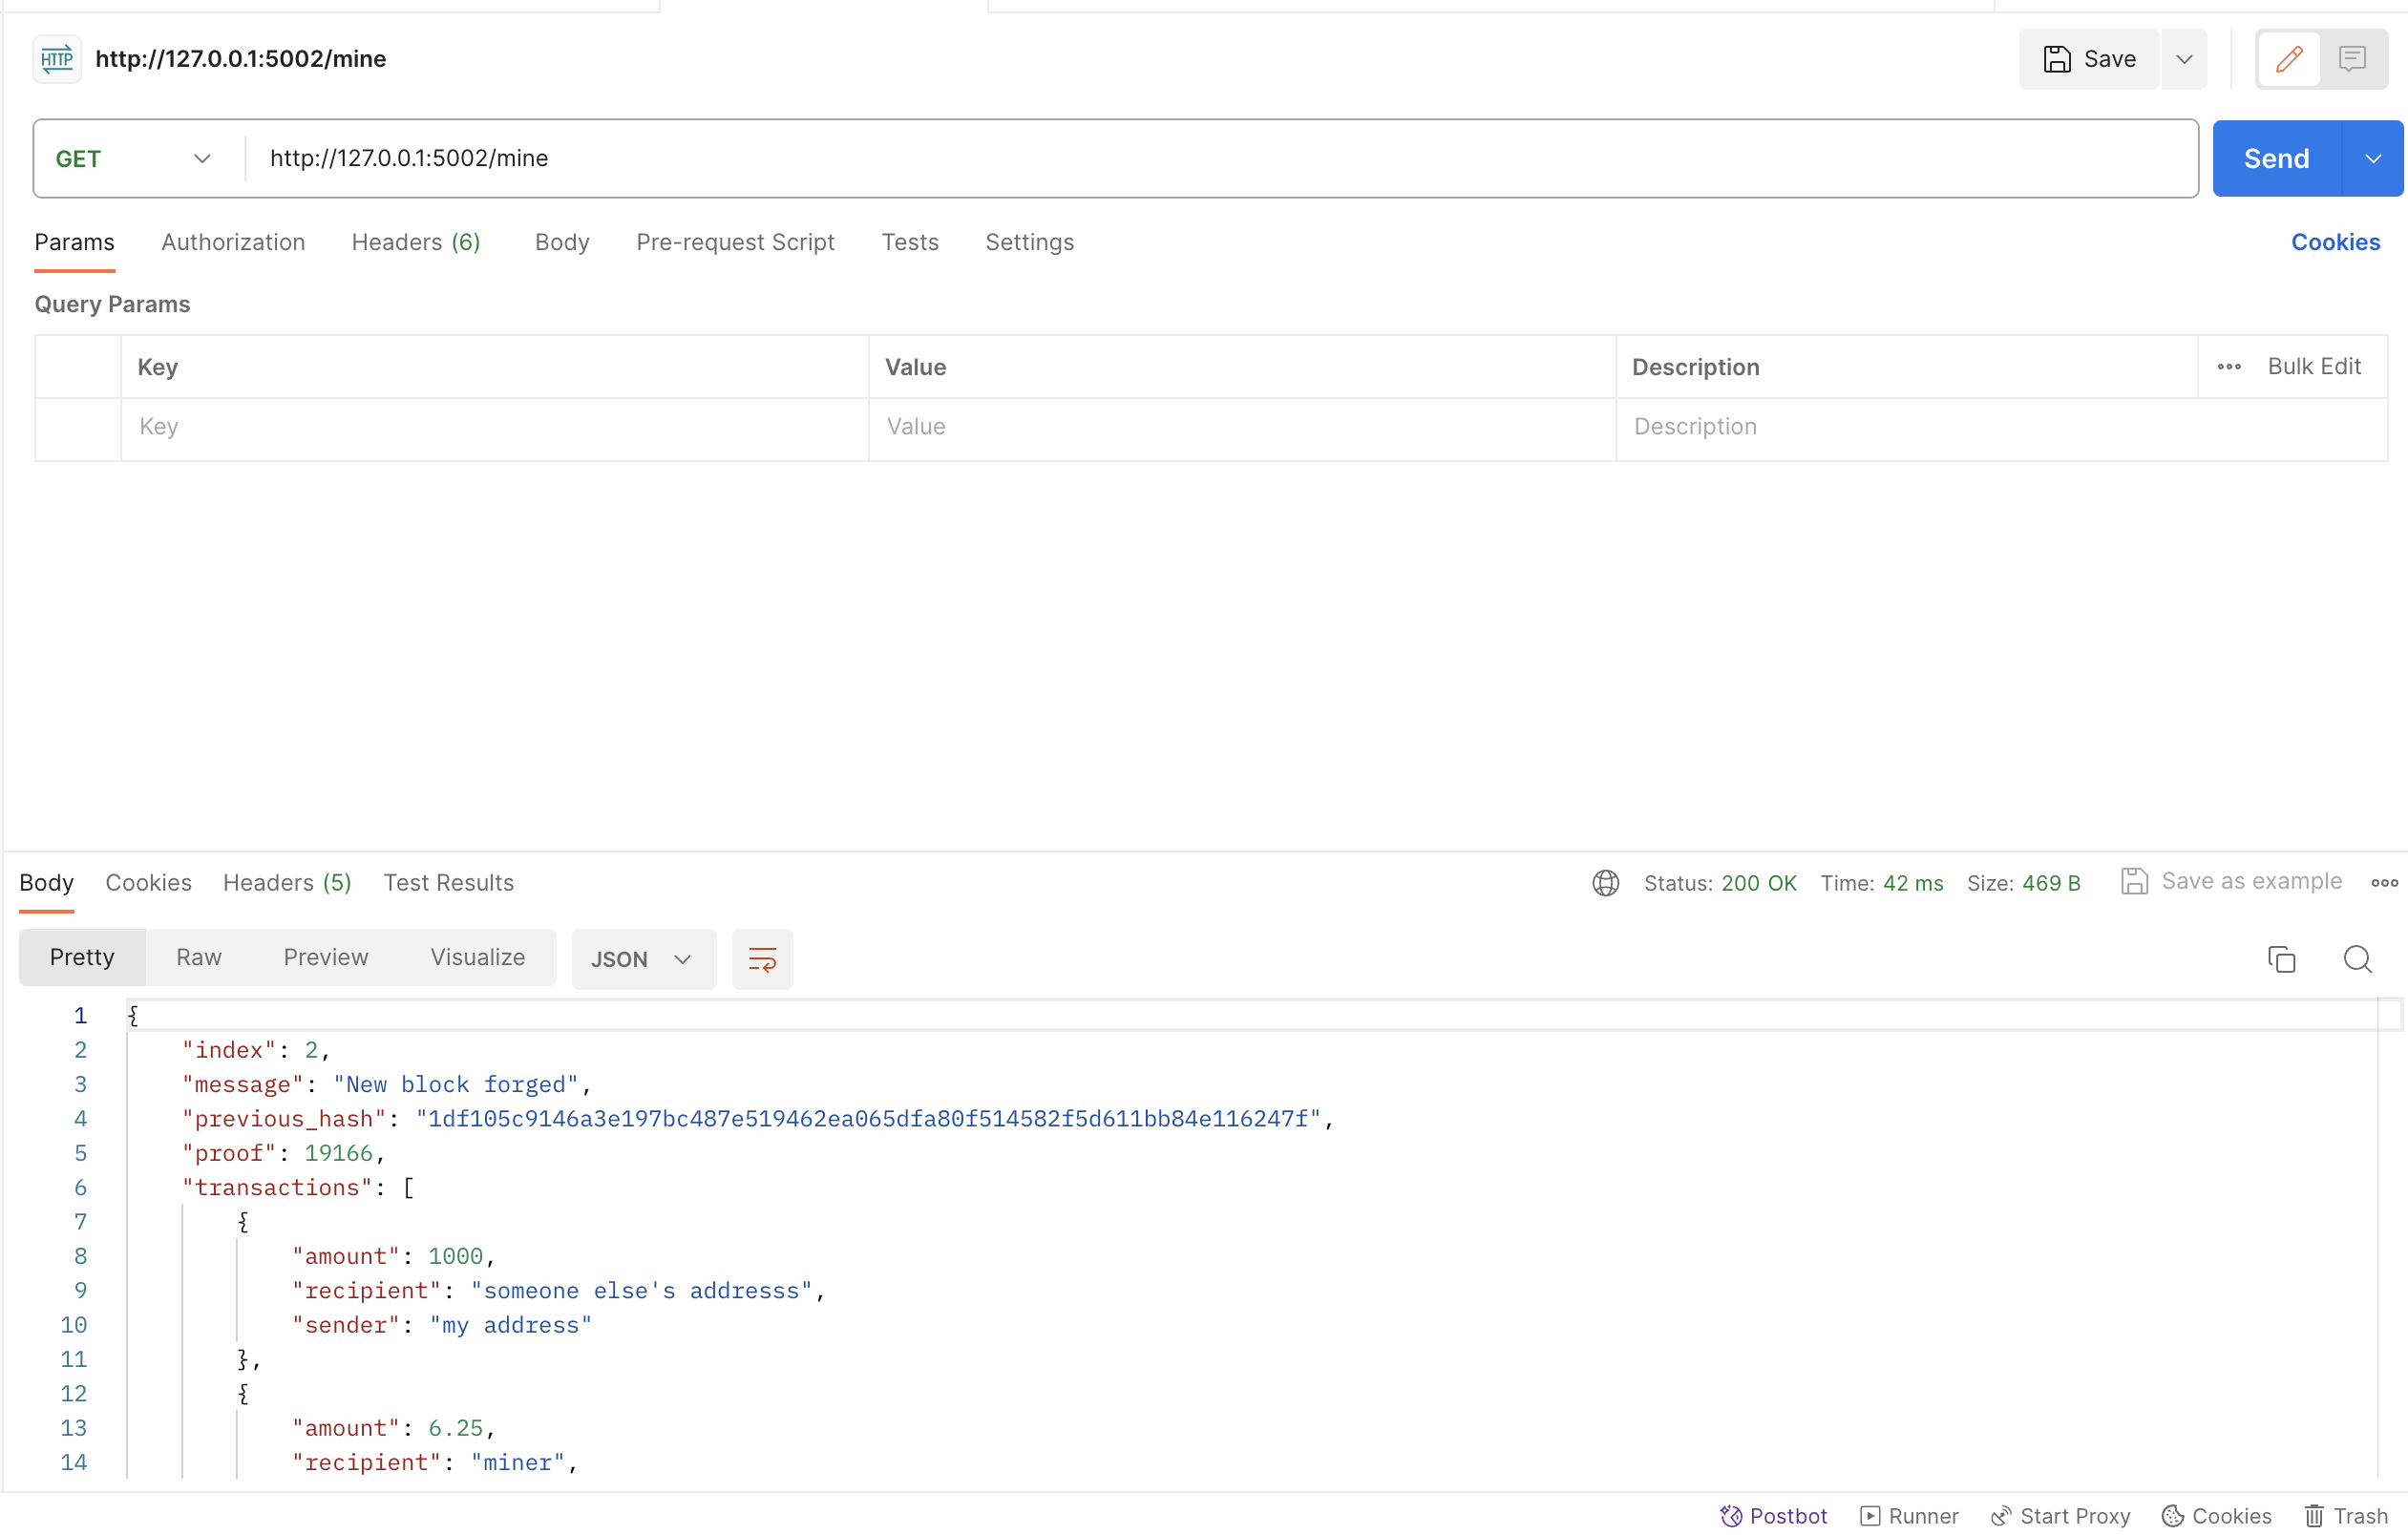 HTTP http://127.0.0.1:5002/mine Save
GET http://127.0.0.1:5002/mine Send
Params Authorization Headers (6) Body Pre-request Script Tests Settings Cookies
Query Params
Key Value Description Bulk Edit
Key Value Description
Body Cookies Headers (5) Test Results Status: 200 OK Time: 42 ms Size: 469 B Save as example
Pretty Raw Preview Visualize JSON
1 {
2 "index": 2,
3 "message": "New block forged",
4 "previous_hash": "1df105c9146a3e197bc487e519462ea065dfa80f514582f5d611bb84e116247f",
5 "proof": 19166,
6 "transactions": [
7 {
8 "amount": 1000,
9 "recipient": "someone else's addresss",
10 "sender": "my address"
11 },
12 {
13 "amount": 6.25,
14 "recipient": "miner",
Postbot Runner Start Proxy Cookies Trash